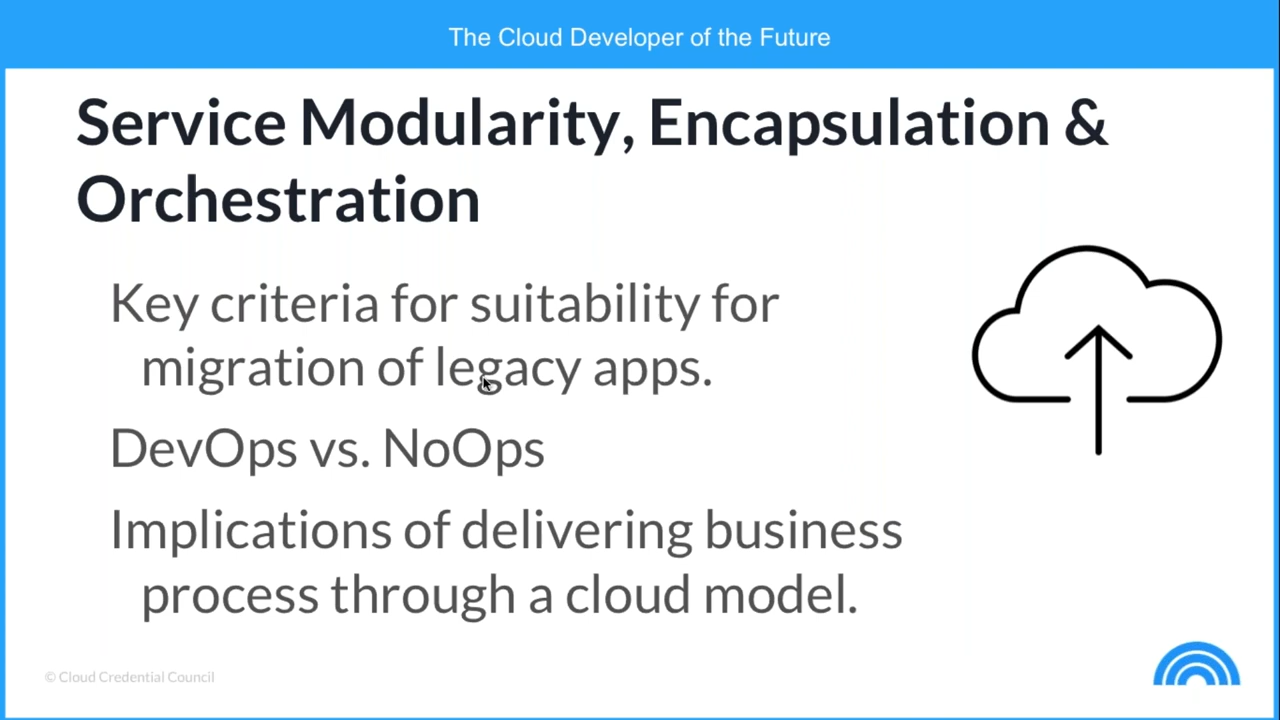 The Cloud Developer of the Future
Service Modularity, Encapsulation &
Orchestration
Key criteria for suitability for
migration of legacy apps.
DevOps vs. NoOps
Implications of delivering business
process through a cloud model.
© Cloud Credential Council